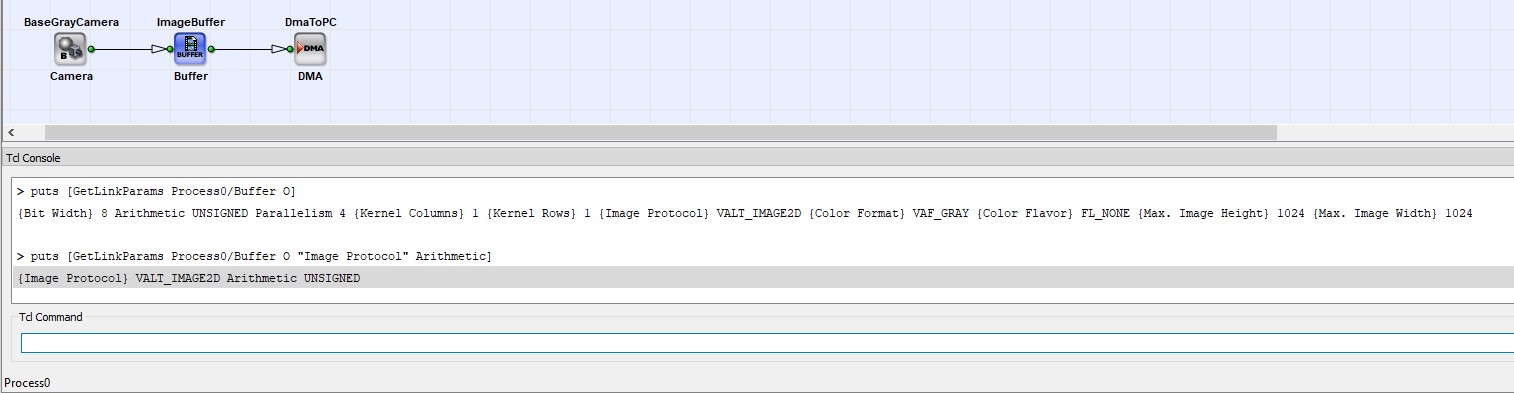 BaseGrayCamera ImageBuffer DmaToPC
B BUFFER DMA
Camera Buffer DMA
<
Tcl Console
> puts [GetLinkParams Process0/Buffer O]
{Bit Width} 8 Arithmetic UNSIGNED Parallelism 4 {Kernel Columns} 1 {Kernel Rows} 1 {Image Protocol} VALT_IMAGE2D {Color Format} VAF_GRAY {Color Flavor} FL_NONE {Max. Image Height} 1024 {Max. Image Width} 1024
> puts [GetLinkParams Process0/Buffer O "Image Protocol" Arithmetic]
{Image Protocol} VALT_IMAGE2D Arithmetic UNSIGNED
Tcl Command
Process0